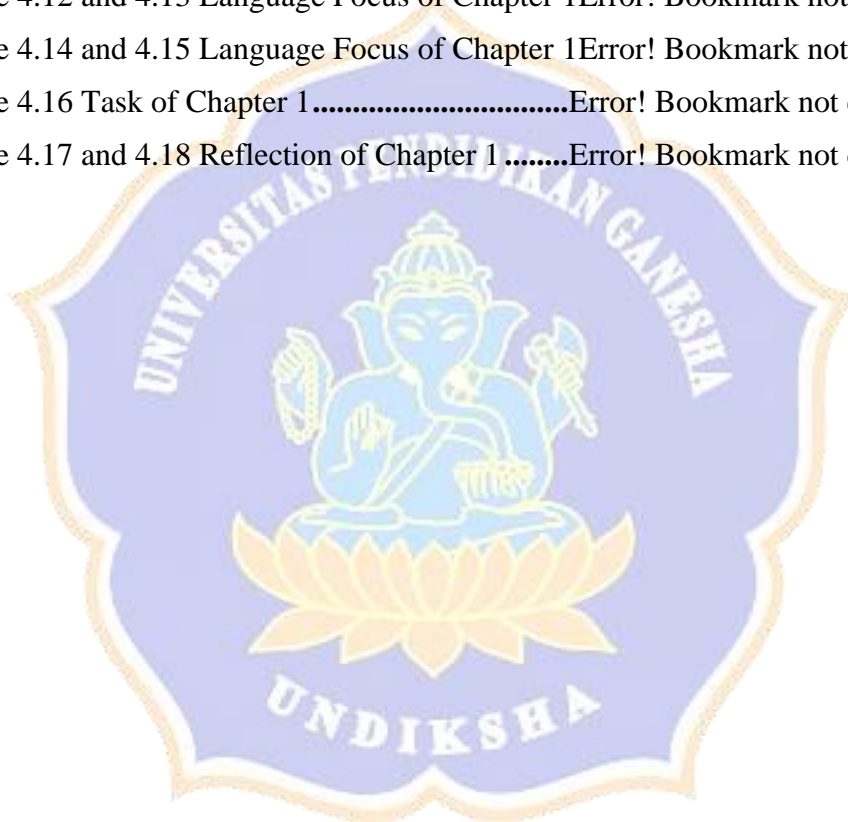 e 4.12 and 4.13 Language Focus of Chapter 1Error! Bookmark not
e 4.14 and 4.15 Language Focus of Chapter 1Error! Bookmark not
e 4.16 Task of Chapter 1................................Error! Bookmark not
e 4.17 and 4.18 Reflection of Chapter 1........Error! Bookmark not
UNIVERSITAS PENDIDIKAN GANESHA
UNDIKSHA